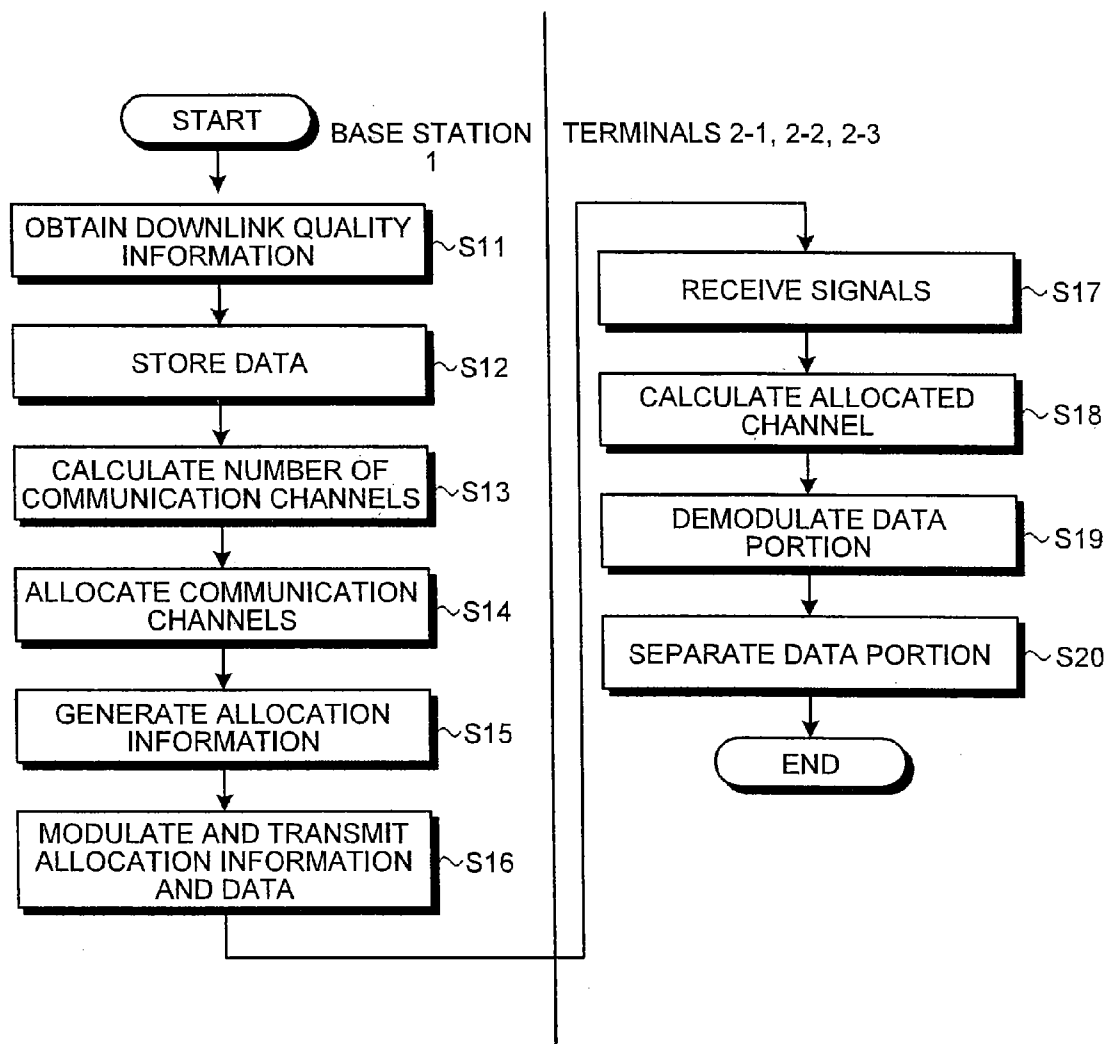 START
BASE STATION
1
OBTAIN DOWNLINK QUALITY
INFORMATION
S11
STORE DATA
S12
CALCULATE NUMBER OF
COMMUNICATION CHANNELS
S13
ALLOCATE COMMUNICATION
CHANNELS
S14
GENERATE ALLOCATION
INFORMATION
S15
MODULATE AND TRANSMIT
ALLOCATION INFORMATION
AND DATA
S16
TERMINALS 2-1, 2-2, 2-3
RECEIVE SIGNALS
S17
CALCULATE ALLOCATED
CHANNEL
S18
DEMODULATE DATA
PORTION
S19
SEPARATE DATA PORTION
S20
END